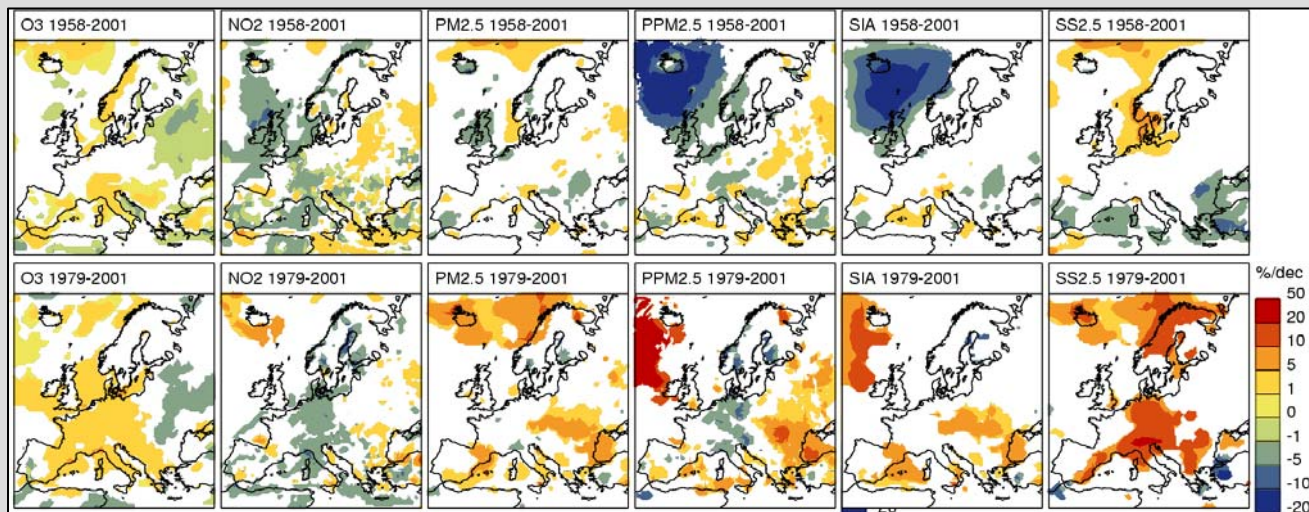 O3 1958-2001
NO2 1958-2001
PM2.5 1958-2001
PPM2.5 1958-2001
SIA 1958-2001
SS2.5 1958-2001
O3 1979-2001
NO2 1979-2001
PM2.5 1979-2001
PPM2.5 1979-2001
SIA 1979-2001
SS2.5 1979-2001
%/dec
50
20
10
5
1
0
-1
-5
-10
-20